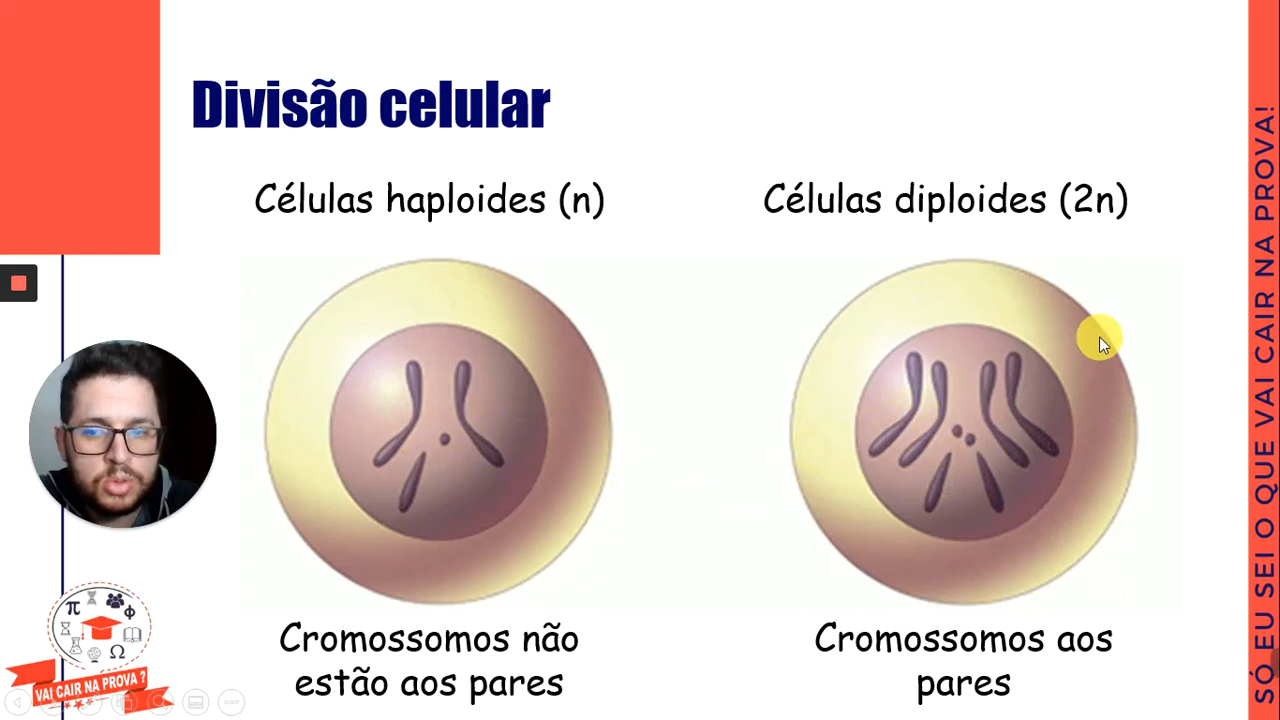 Divisão celular
Células haploides (n)
Células diploides (2n)
Cromossomos não
estão aos pares
Cromossomos aos
pares
VAI CAIR NA PROVA ?
SÓ EU SEI O QUE VAI CAIR NA PROVA!
π
Φ
Ω